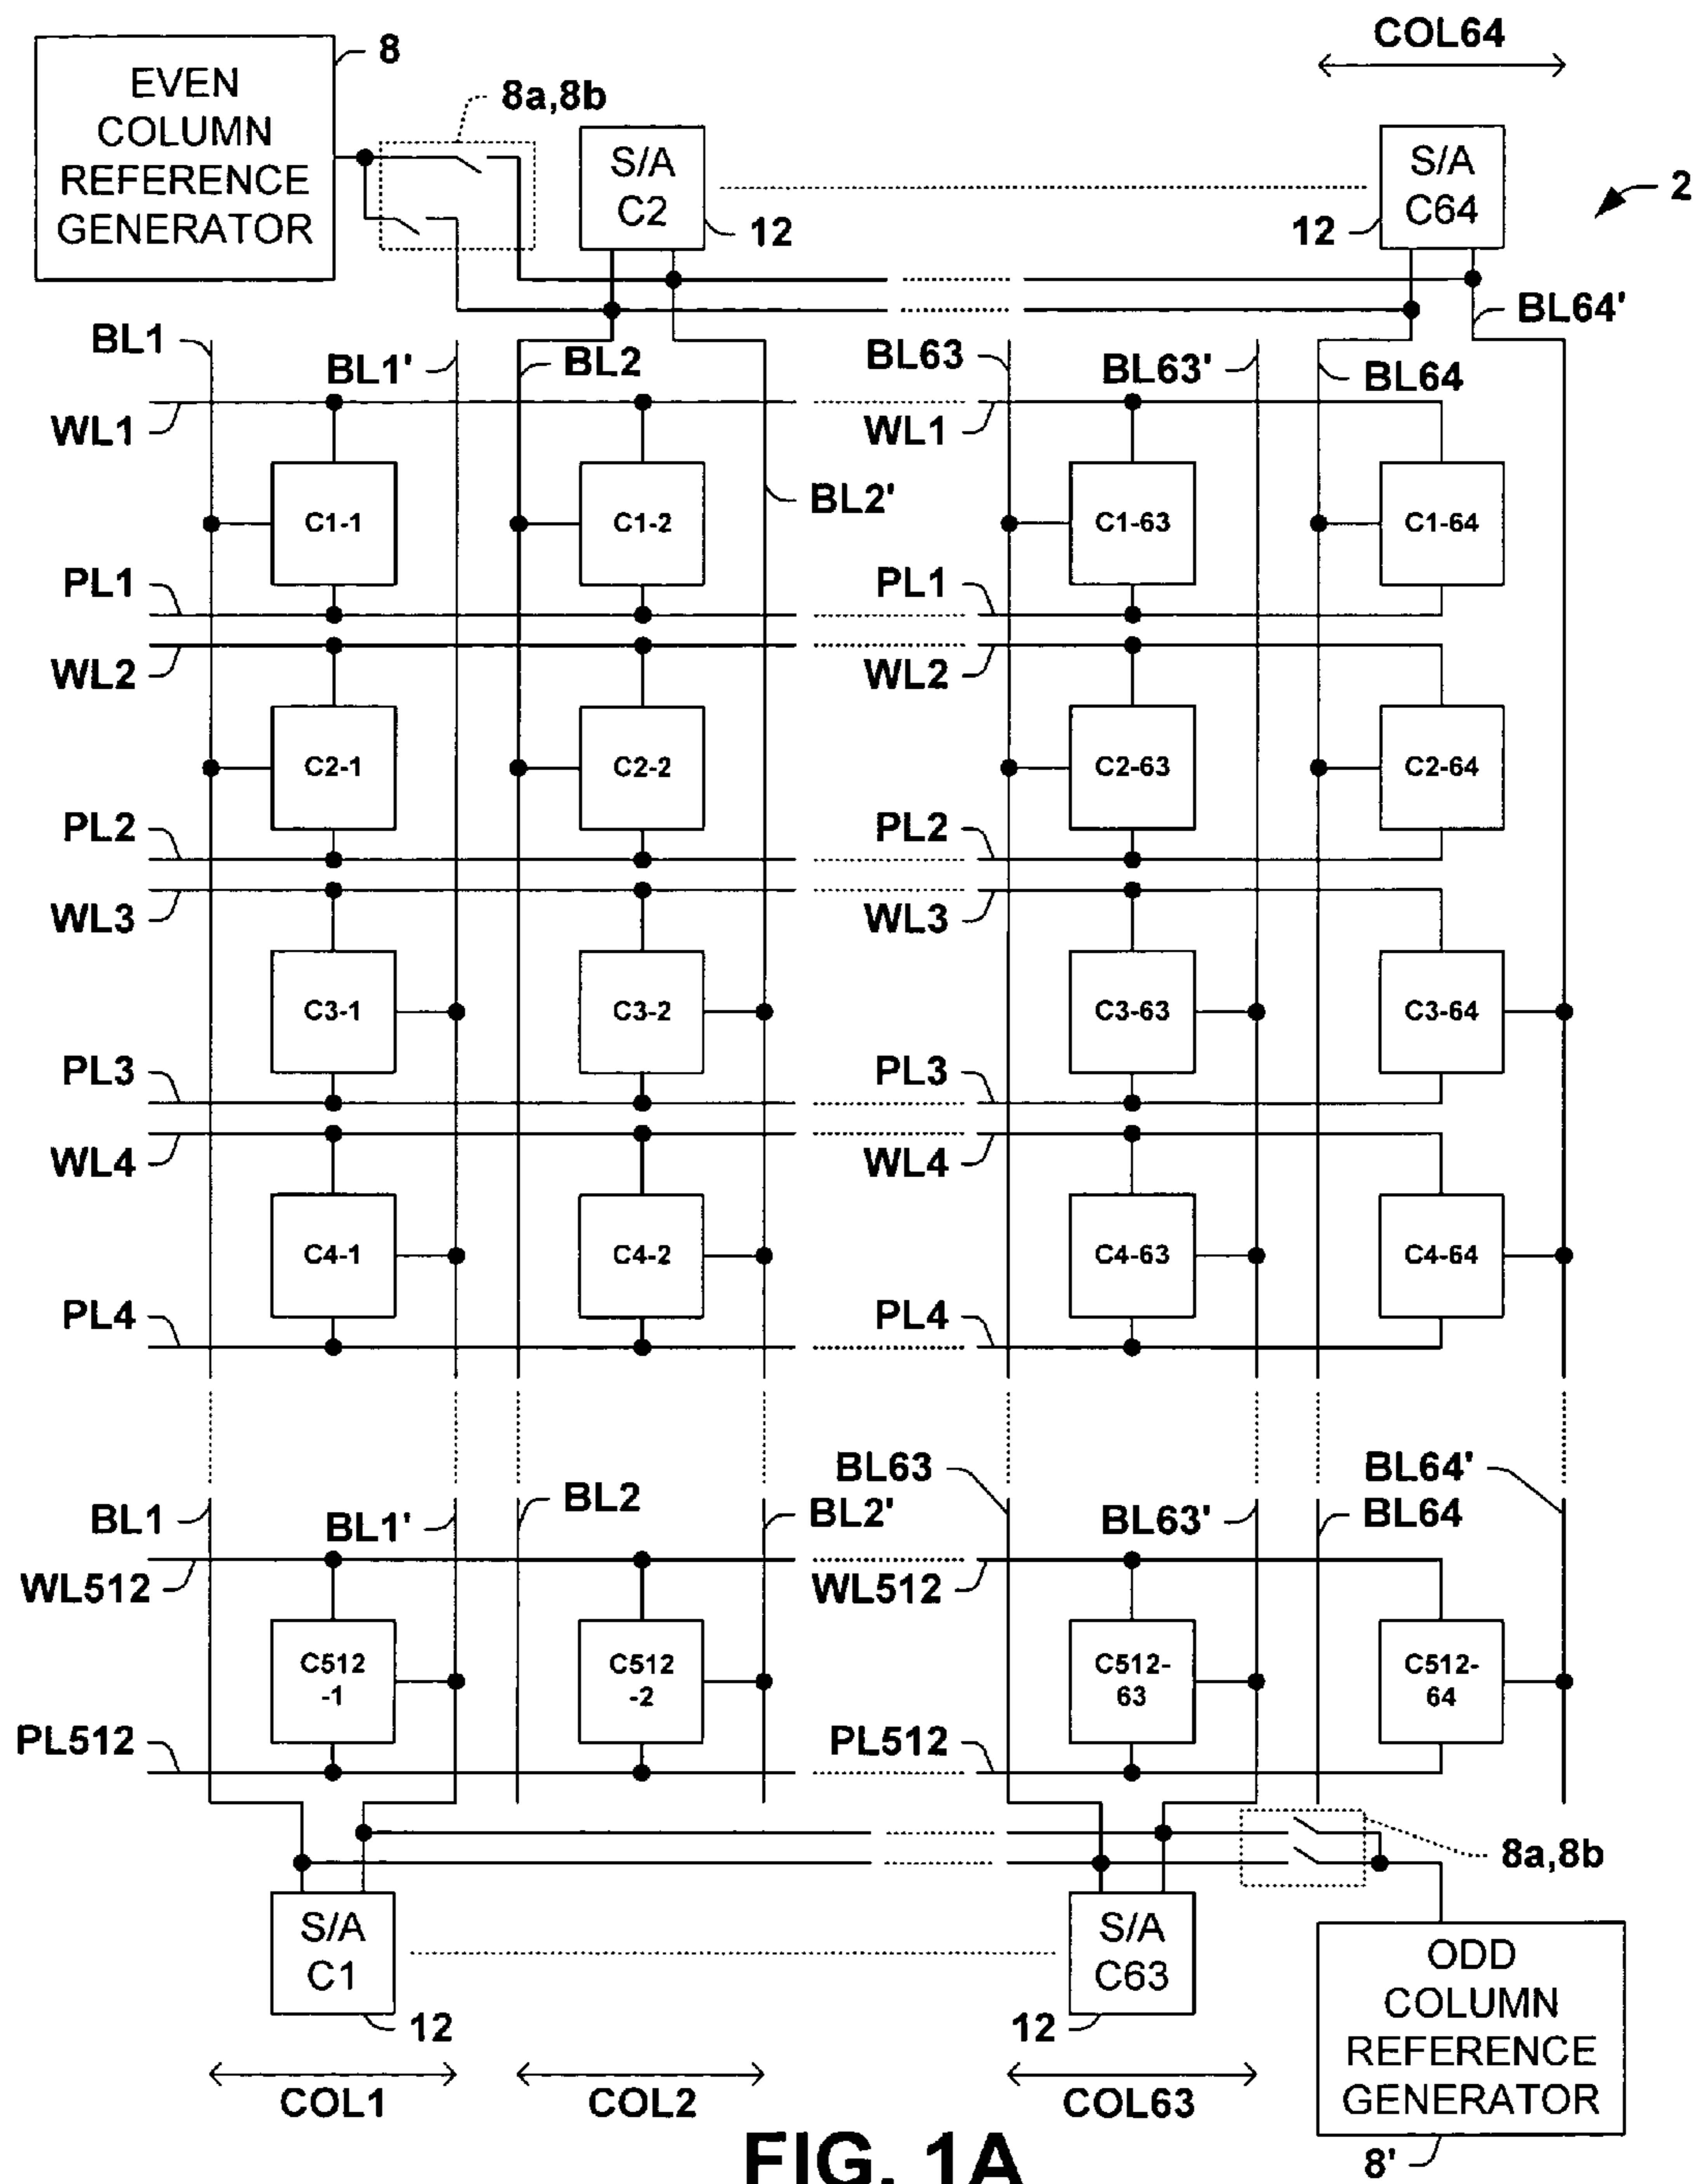 COL64
8
EVEN
COLUMN
REFERENCE
GENERATOR
8a,8b
S/A
C2
12
S/A
C64
12
2
BL1
BL1'
BL2
BL2'
BL63
BL63'
BL64
BL64'
WL1
WL1
C1-1
C1-2
C1-63
C1-64
PL1
PL1
WL2
WL2
C2-1
C2-2
C2-63
C2-64
PL2
PL2
WL3
WL3
C3-1
C3-2
C3-63
C3-64
PL3
PL3
WL4
WL4
C4-1
C4-2
C4-63
C4-64
PL4
PL4
BL1
BL1'
BL2
BL2'
BL63
BL63'
BL64
BL64'
WL512
WL512
C512
-1
C512
-2
C512-
63
C512-
64
PL512
PL512
8a,8b
S/A
C1
12
S/A
C63
12
ODD
COLUMN
REFERENCE
GENERATOR
8'
COL1
COL2
COL63
FIG. 1A